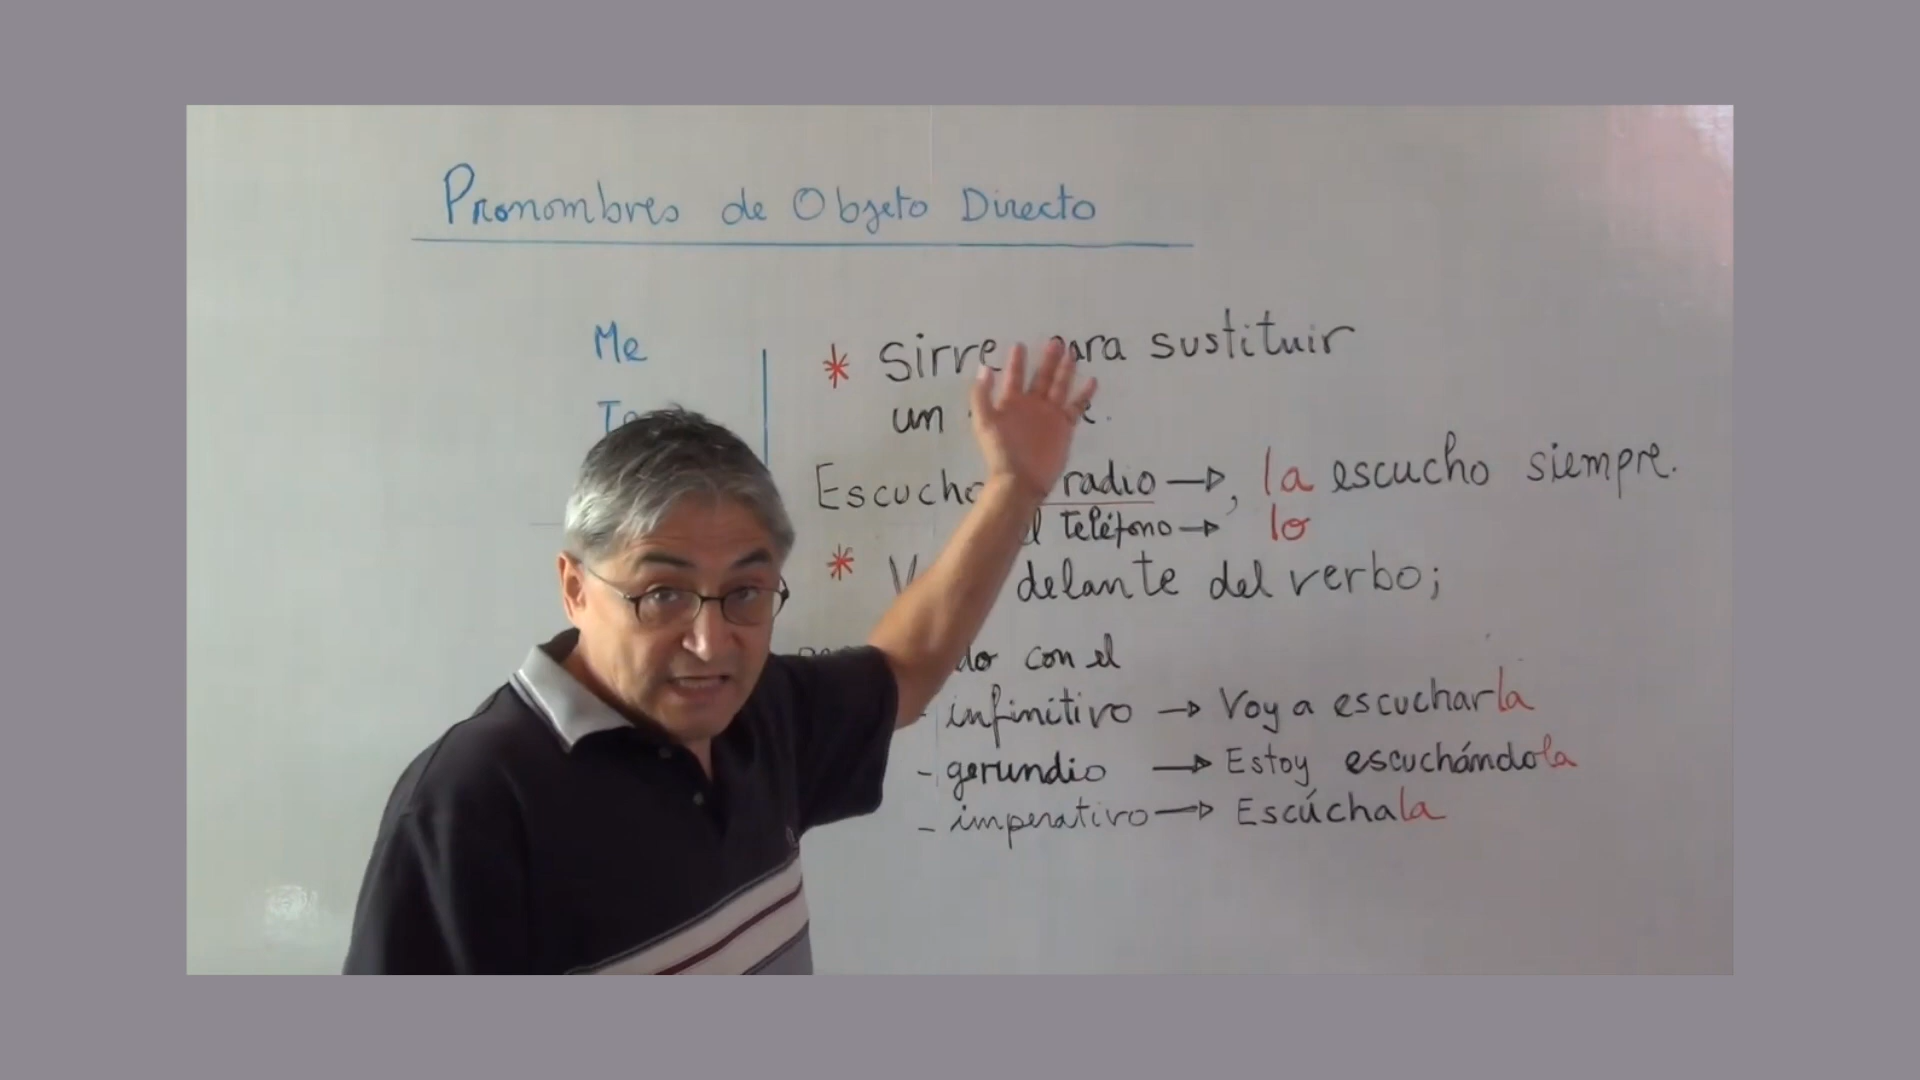 Pronombres de Objeto Directo
Me
Te
* Sirve para sustituir
un
Escucho radio → , la escucho siempre.
el teléfono → lo
* delante del verbo;
con el
- infinitivo → Voy a escucharla
- gerundio → Estoy escuchándola
- imperativo → Escúchala